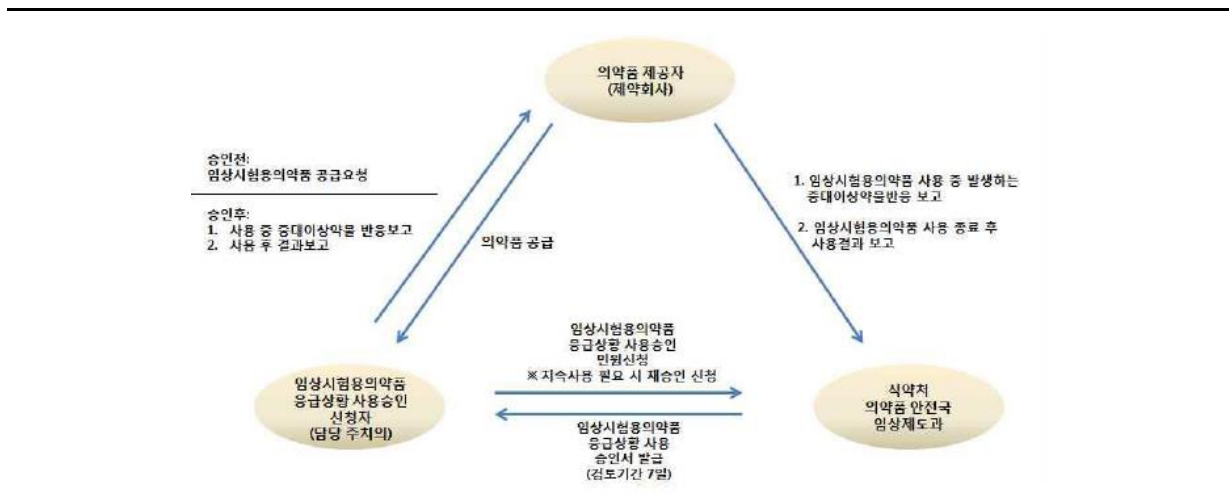 의약품 제공자
(제약회사)
승인전:
임상시험용의약품 공급요청
승인후:
1. 사용 중 중대이상약물 반응보고
2. 사용 후 결과보고
의약품 공급
1. 임상시험용의약품 사용 중 발생하는
중대이상약물반응 보고
2. 임상시험용의약품 사용 종료 후
사용결과 보고
임상시험용의약품
응급상황 사용승인
민원신청
※ 지속사용 필요 시 재승인 신청
임상시험용의약품
응급상황 사용승인
신청자
(담당 주치의)
식약처
의약품 안전국
임상제도과
임상시험용의약품
응급상황 사용
승인서 발급
(검토기간 7일)